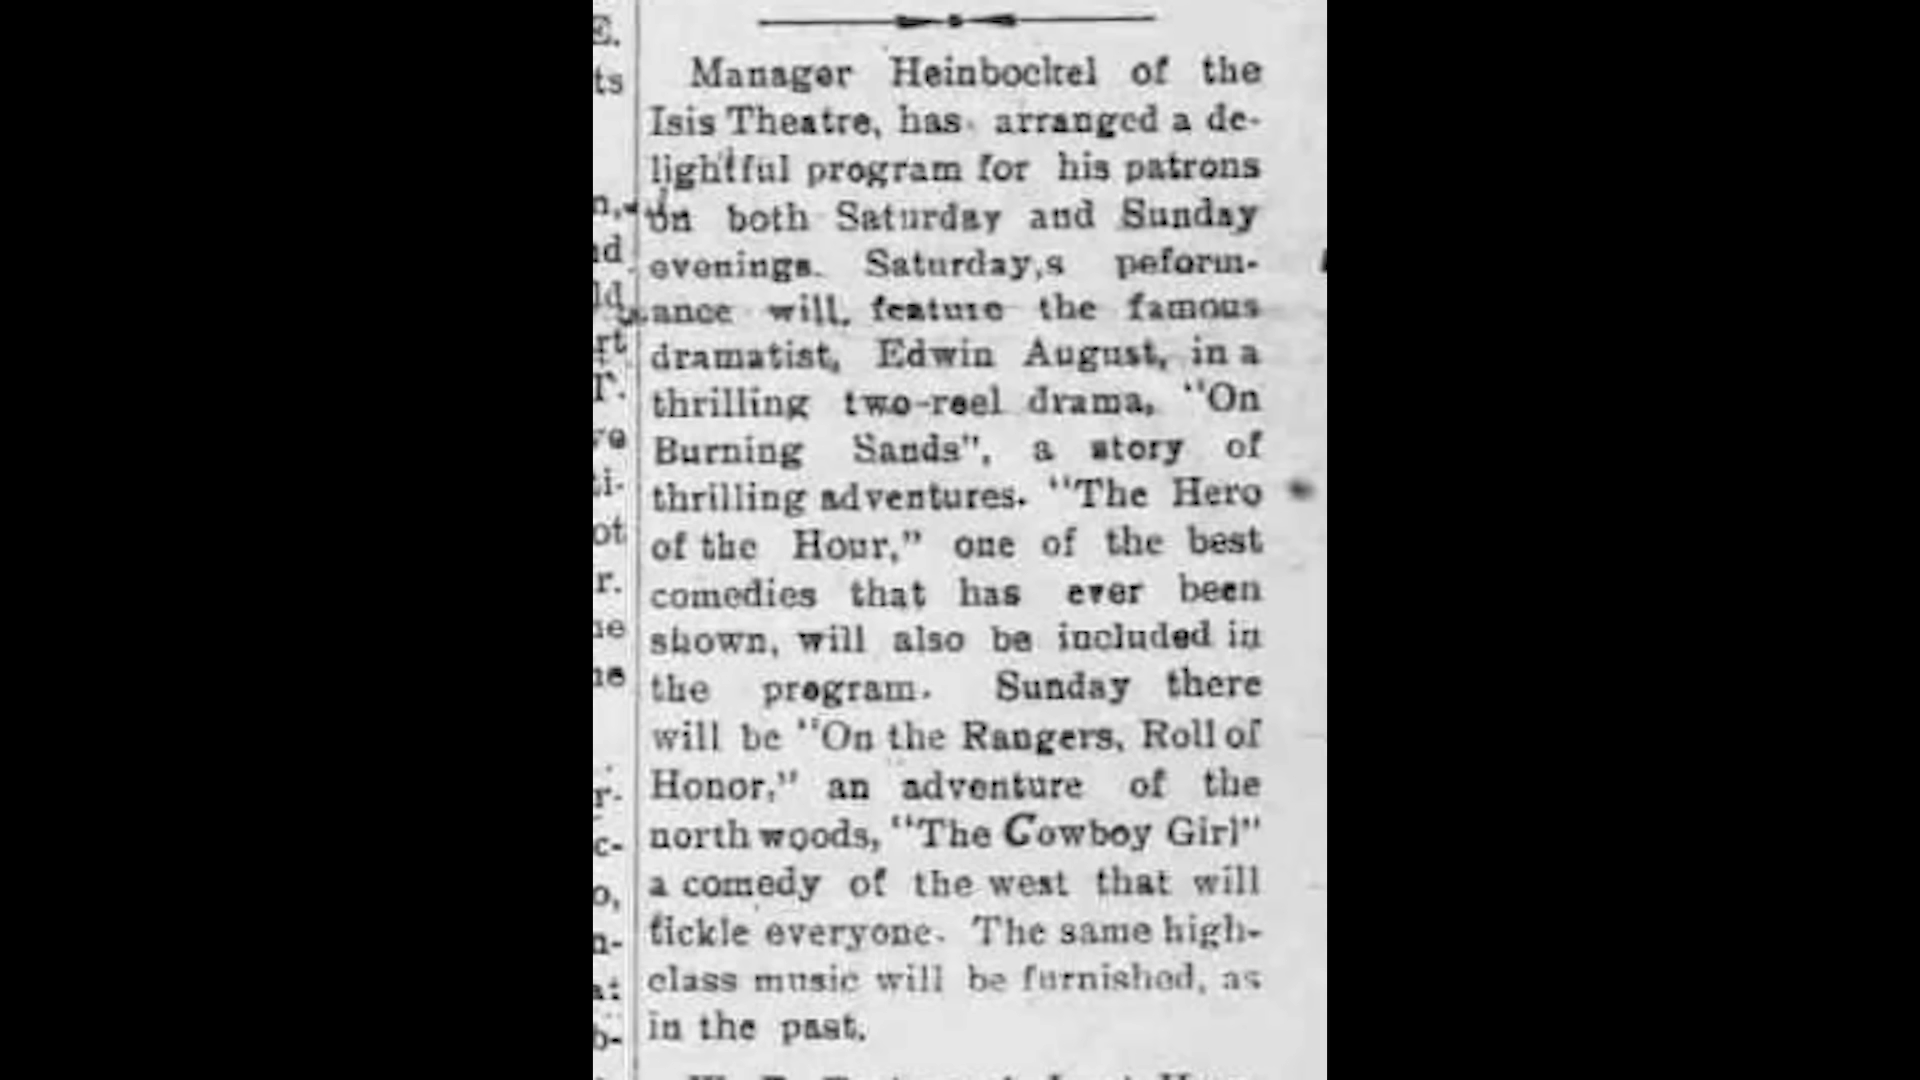 E.
ts
Manager Heinbockel of the
Isis Theatre, has arranged a de-
lightful program for his patrons
on both Saturday and Sunday
evenings. Saturday,s peform-
ance will, feature the famous
dramatist, Edwin August, in a
thrilling two-reel drama, "On
Burning Sands", a story of
thrilling adventures. "The Hero
of the Hour," one of the best
comedies that has ever been
shown, will also be included in
the program. Sunday there
will be "On the Rangers, Roll of
Honor," an adventure of the
north woods, "The Cowboy Girl"
a comedy of the west that will
tickle everyone. The same high-
class music will be furnished, as
in the past.